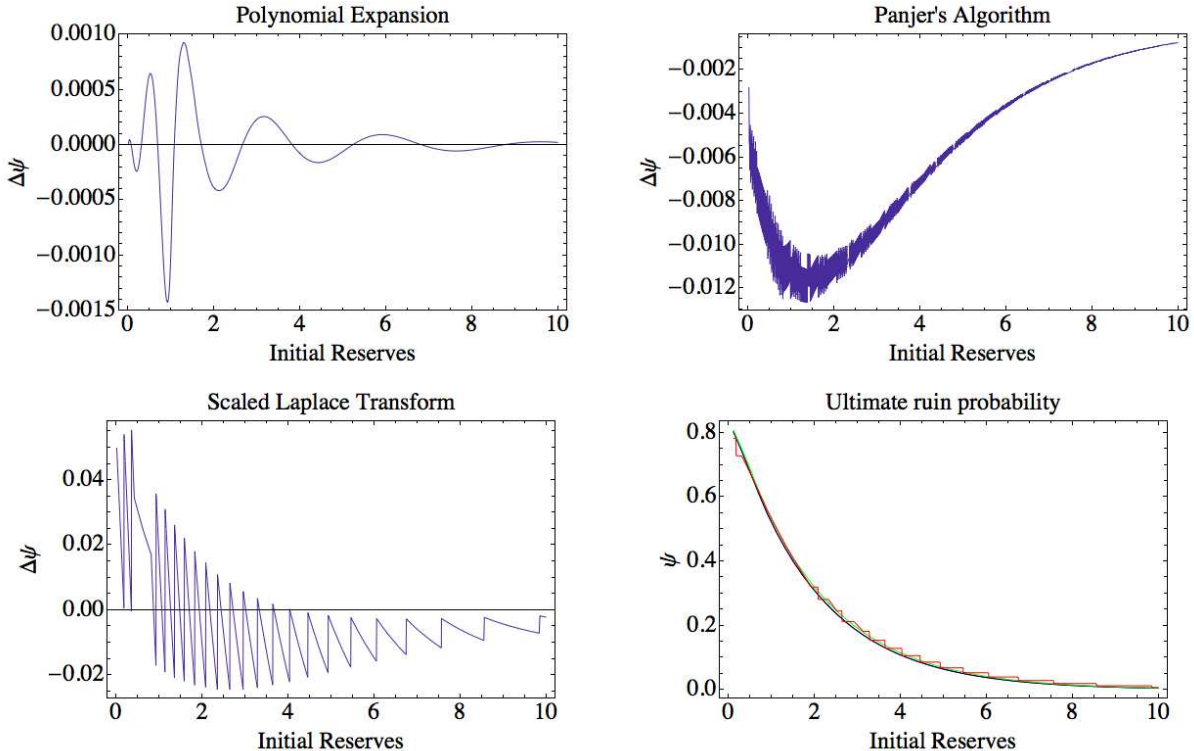 Polynomial Expansion
0.0010
0.0005
0.0000
−0.0005
−0.0010
−0.0015
Δψ
0 2 4 6 8 10
Initial Reserves
Panjer's Algorithm
−0.002
−0.004
−0.006
−0.008
−0.010
−0.012
Δψ
0 2 4 6 8 10
Initial Reserves
Scaled Laplace Transform
0.04
0.02
0.00
−0.02
Δψ
0 2 4 6 8 10
Initial Reserves
Ultimate ruin probability
0.8
0.6
0.4
0.2
0.0
ψ
0 2 4 6 8 10
Initial Reserves